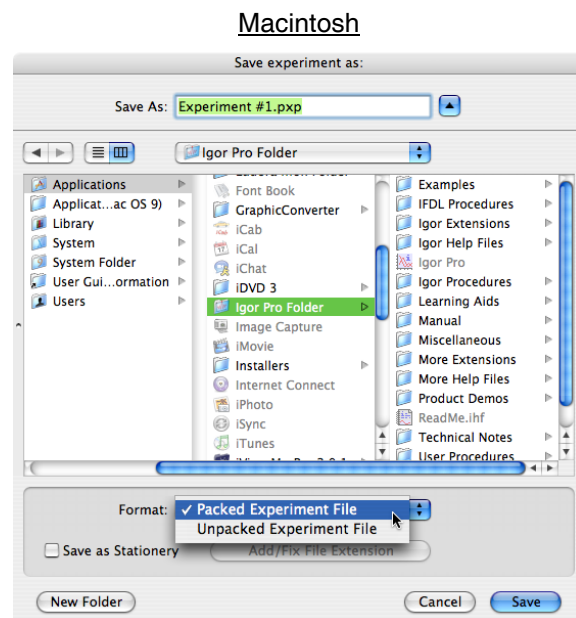 Macintosh
Save experiment as:
Save As: Experiment #1.pxp
Igor Pro Folder
Applications
Applicat...ac OS 9)
Library
System
System Folder
User Gui...ormation
Users
Font Book
GraphicConverter
iCab
iCal
iChat
iDVD 3
Igor Pro Folder
Image Capture
iMovie
Installers
Internet Connect
iPhoto
iSync
iTunes
Examples
IFDL Procedures
Igor Extensions
Igor Help Files
Igor Pro
Igor Procedures
Learning Aids
Manual
Miscellaneous
More Extensions
More Help Files
Product Demos
ReadMe.ihf
Technical Notes
User Procedures
Format: ✓ Packed Experiment File
Unpacked Experiment File
Save as Stationery Add/Fix File Extension
New Folder Cancel Save